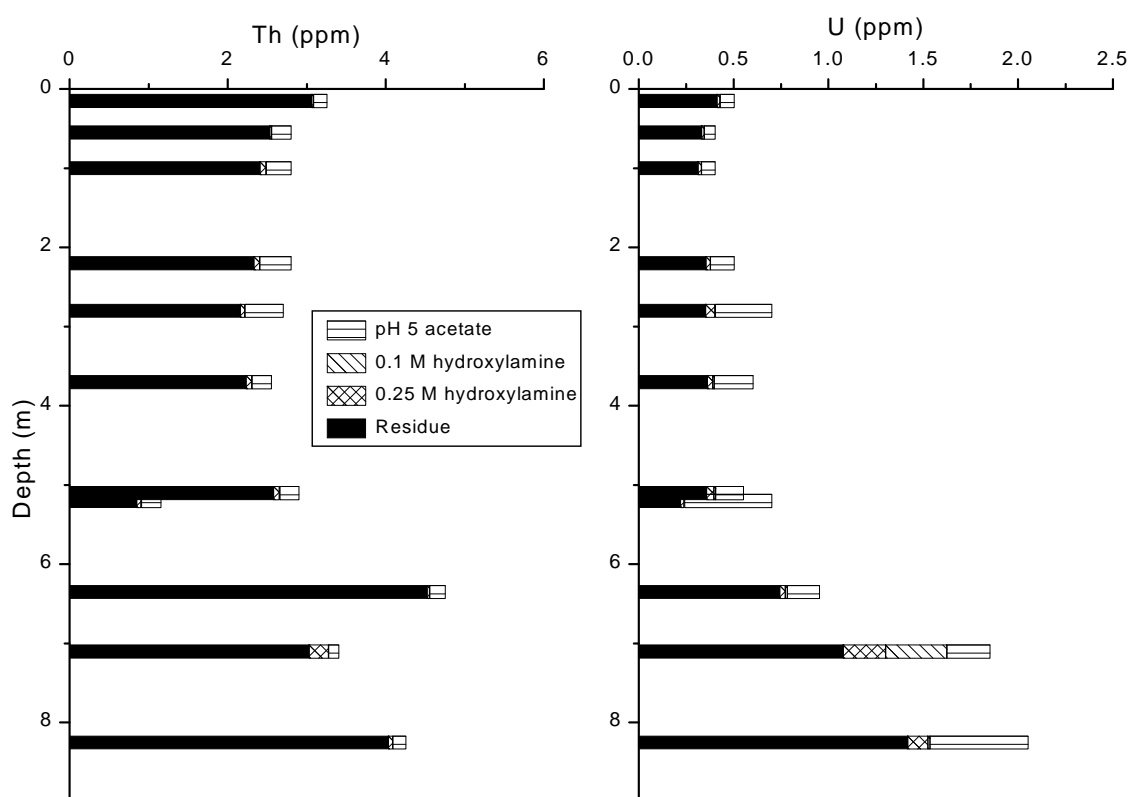 Th (ppm)
0 2 4 6
U (ppm)
0.0 0.5 1.0 1.5 2.0 2.5
Depth (m)
0
2
4
6
8
0
2
4
6
8
pH 5 acetate
0.1 M hydroxylamine
0.25 M hydroxylamine
Residue